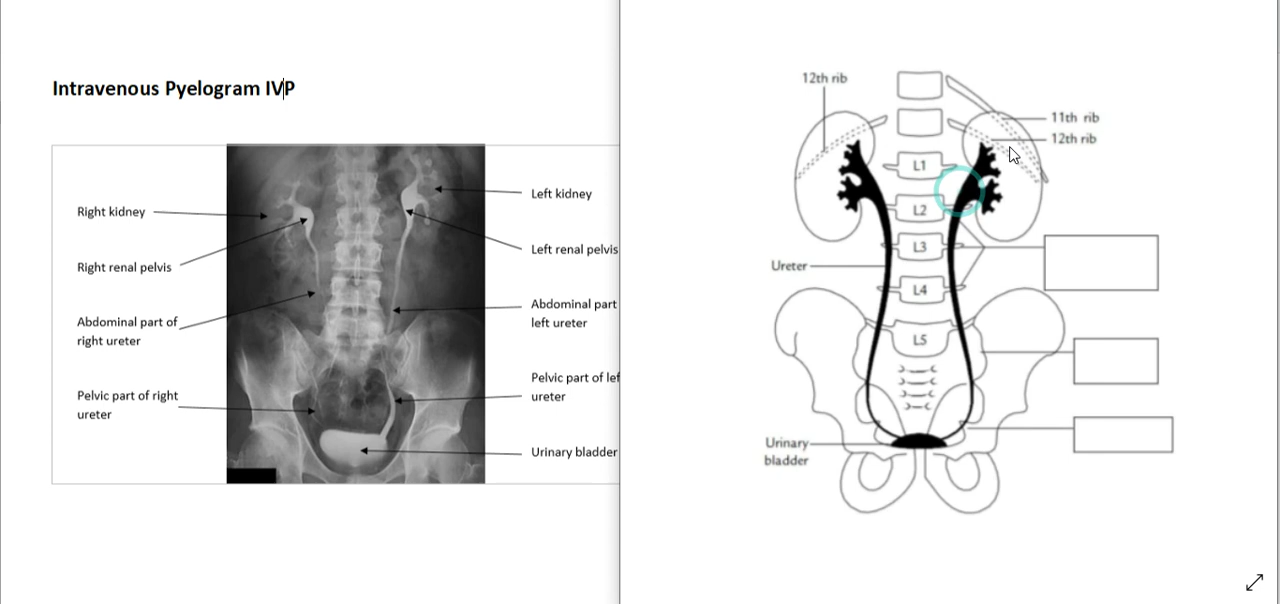 Intravenous Pyelogram IVP
Right kidney
Right renal pelvis
Abdominal part of
right ureter
Pelvic part of right
ureter
Left kidney
Left renal pelvis
Abdominal part
left ureter
Pelvic part of lef
ureter
Urinary bladder
12th rib
11th rib
12th rib
L1
L2
L3
Ureter
L4
L5
Urinary
bladder